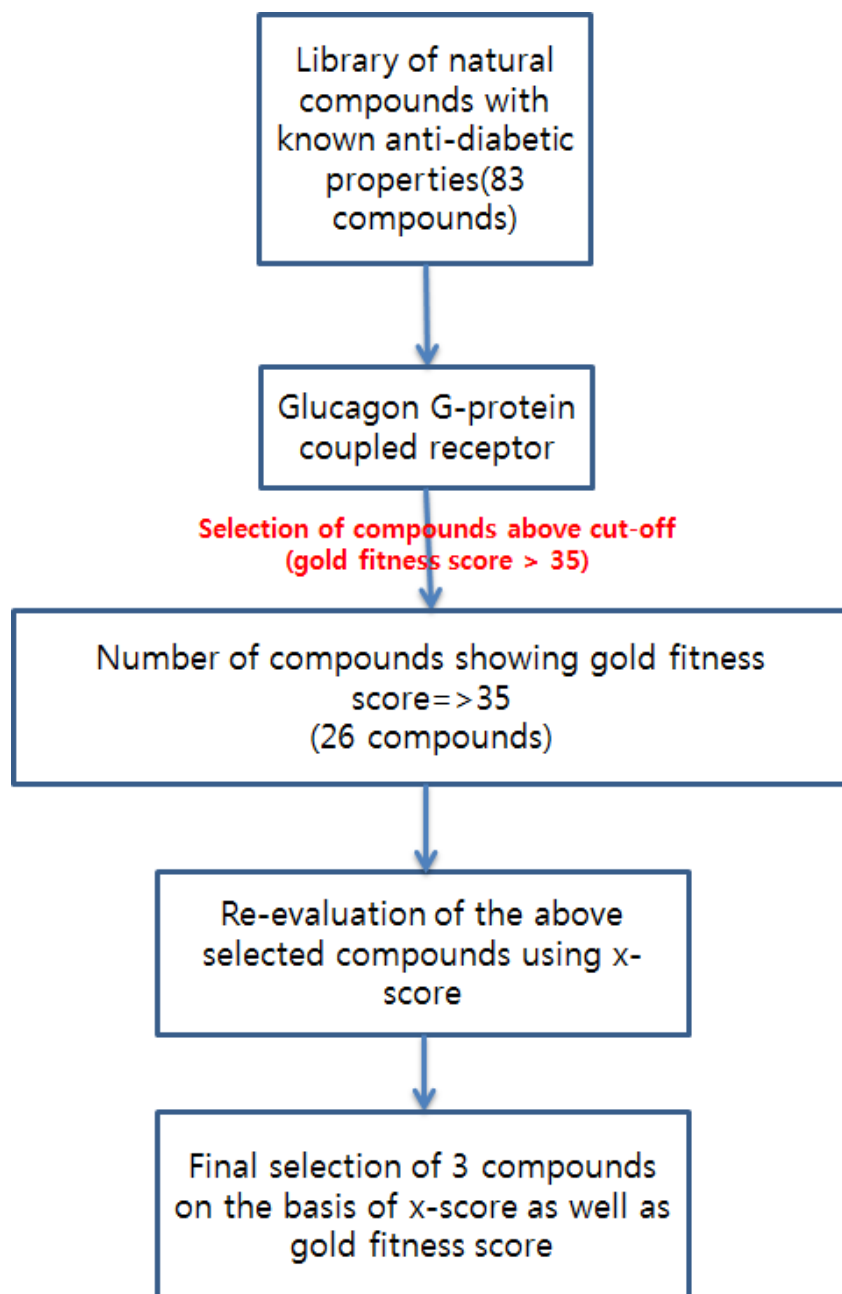 Library of natural
compounds with
known anti-diabetic
properties(83
compounds)
Glucagon G-protein
coupled receptor
Selection of compounds above cut-off
(gold fitness score > 35)
Number of compounds showing gold fitness
score=>35
(26 compounds)
Re-evaluation of the above
selected compounds using x-
score
Final selection of 3 compounds
on the basis of x-score as well as
gold fitness score